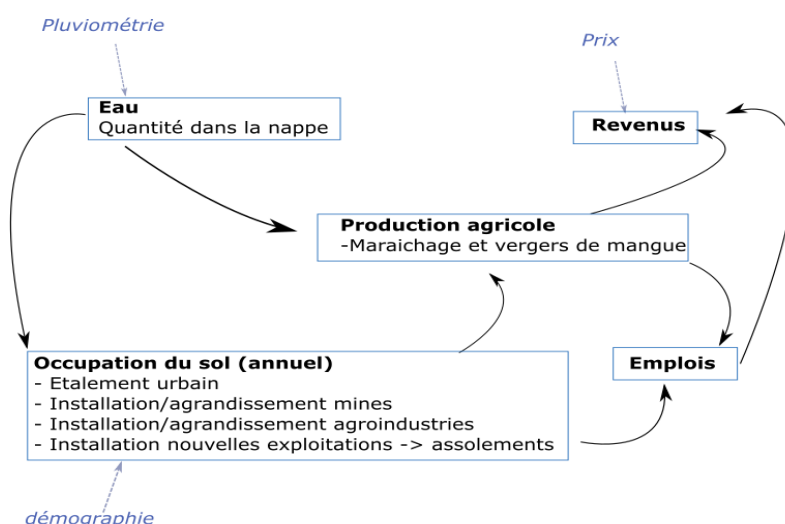 Pluviométrie
Prix
Eau
Quantité dans la nappe
Revenus
Production agricole
-Maraichage et vergers de mangue
Occupation du sol (annuel)
- Etalement urbain
- Installation/agrandissement mines
- Installation/agrandissement agroindustries
- Installation nouvelles exploitations -> assolements
Emplois
démographie